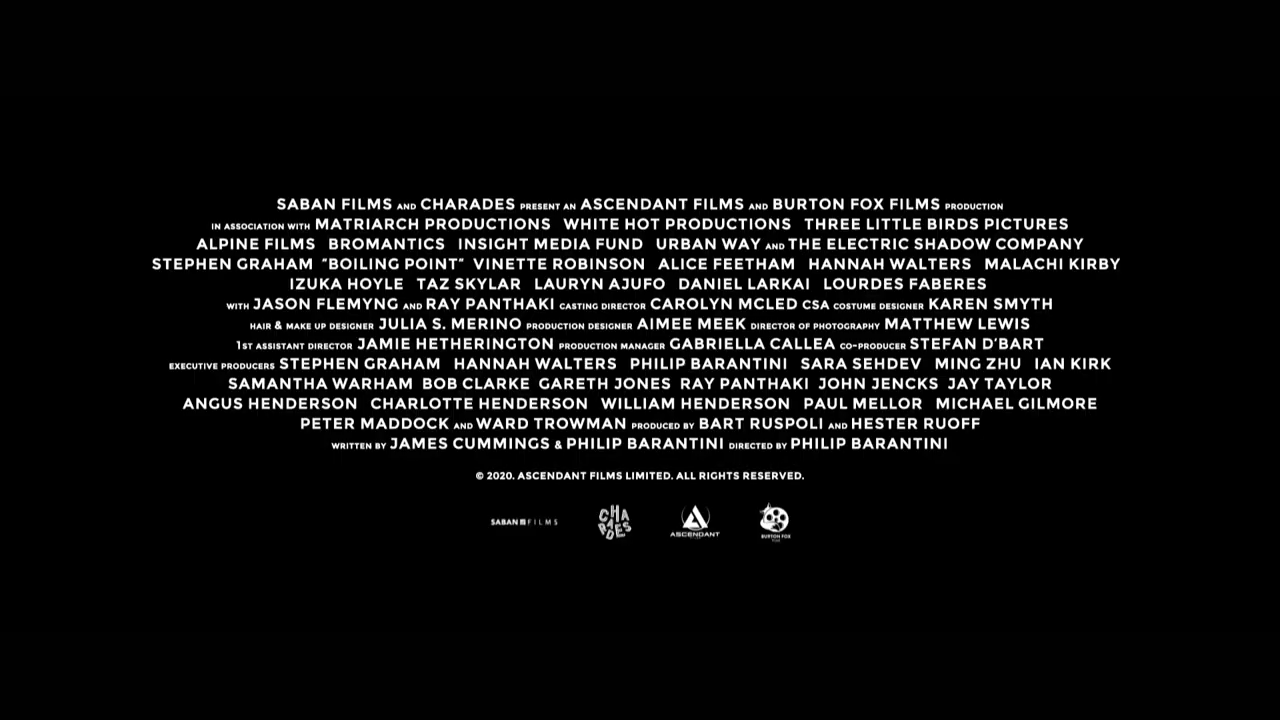 SABAN FILMS AND CHARADES PRESENT AN ASCENDANT FILMS AND BURTON FOX FILMS PRODUCTION
IN ASSOCIATION WITH MATRIARCH PRODUCTIONS WHITE HOT PRODUCTIONS THREE LITTLE BIRDS PICTURES
ALPINE FILMS BROMANTICS INSIGHT MEDIA FUND URBAN WAY AND THE ELECTRIC SHADOW COMPANY
STEPHEN GRAHAM "BOILING POINT" VINETTE ROBINSON ALICE FEETHAM HANNAH WALTERS MALACHI KIRBY
IZUKA HOYLE TAZ SKYLAR LAURYN AJUFO DANIEL LARKAI LOURDES FABERES
WITH JASON FLEMYNG AND RAY PANTHAKI CASTING DIRECTOR CAROLYN MCLED CSA COSTUME DESIGNER KAREN SMYTH
HAIR & MAKE UP DESIGNER JULIA S. MERINO PRODUCTION DESIGNER AIMEE MEEK DIRECTOR OF PHOTOGRAPHY MATTHEW LEWIS
1ST ASSISTANT DIRECTOR JAMIE HETHERINGTON PRODUCTION MANAGER GABRIELLA CALLEA CO-PRODUCER STEFAN D'BART
EXECUTIVE PRODUCERS STEPHEN GRAHAM HANNAH WALTERS PHILIP BARANTINI SARA SEHDEV MING ZHU IAN KIRK
SAMANTHA WARHAM BOB CLARKE GARETH JONES RAY PANTHAKI JOHN JENCKS JAY TAYLOR
ANGUS HENDERSON CHARLOTTE HENDERSON WILLIAM HENDERSON PAUL MELLOR MICHAEL GILMORE
PETER MADDOCK AND WARD TROWMAN PRODUCED BY BART RUSPOLI AND HESTER RUOFF
WRITTEN BY JAMES CUMMINGS & PHILIP BARANTINI DIRECTED BY PHILIP BARANTINI
© 2020. ASCENDANT FILMS LIMITED. ALL RIGHTS RESERVED.
SABAN FILMS
CHARADES
ASCENDANT
BURTON FOX